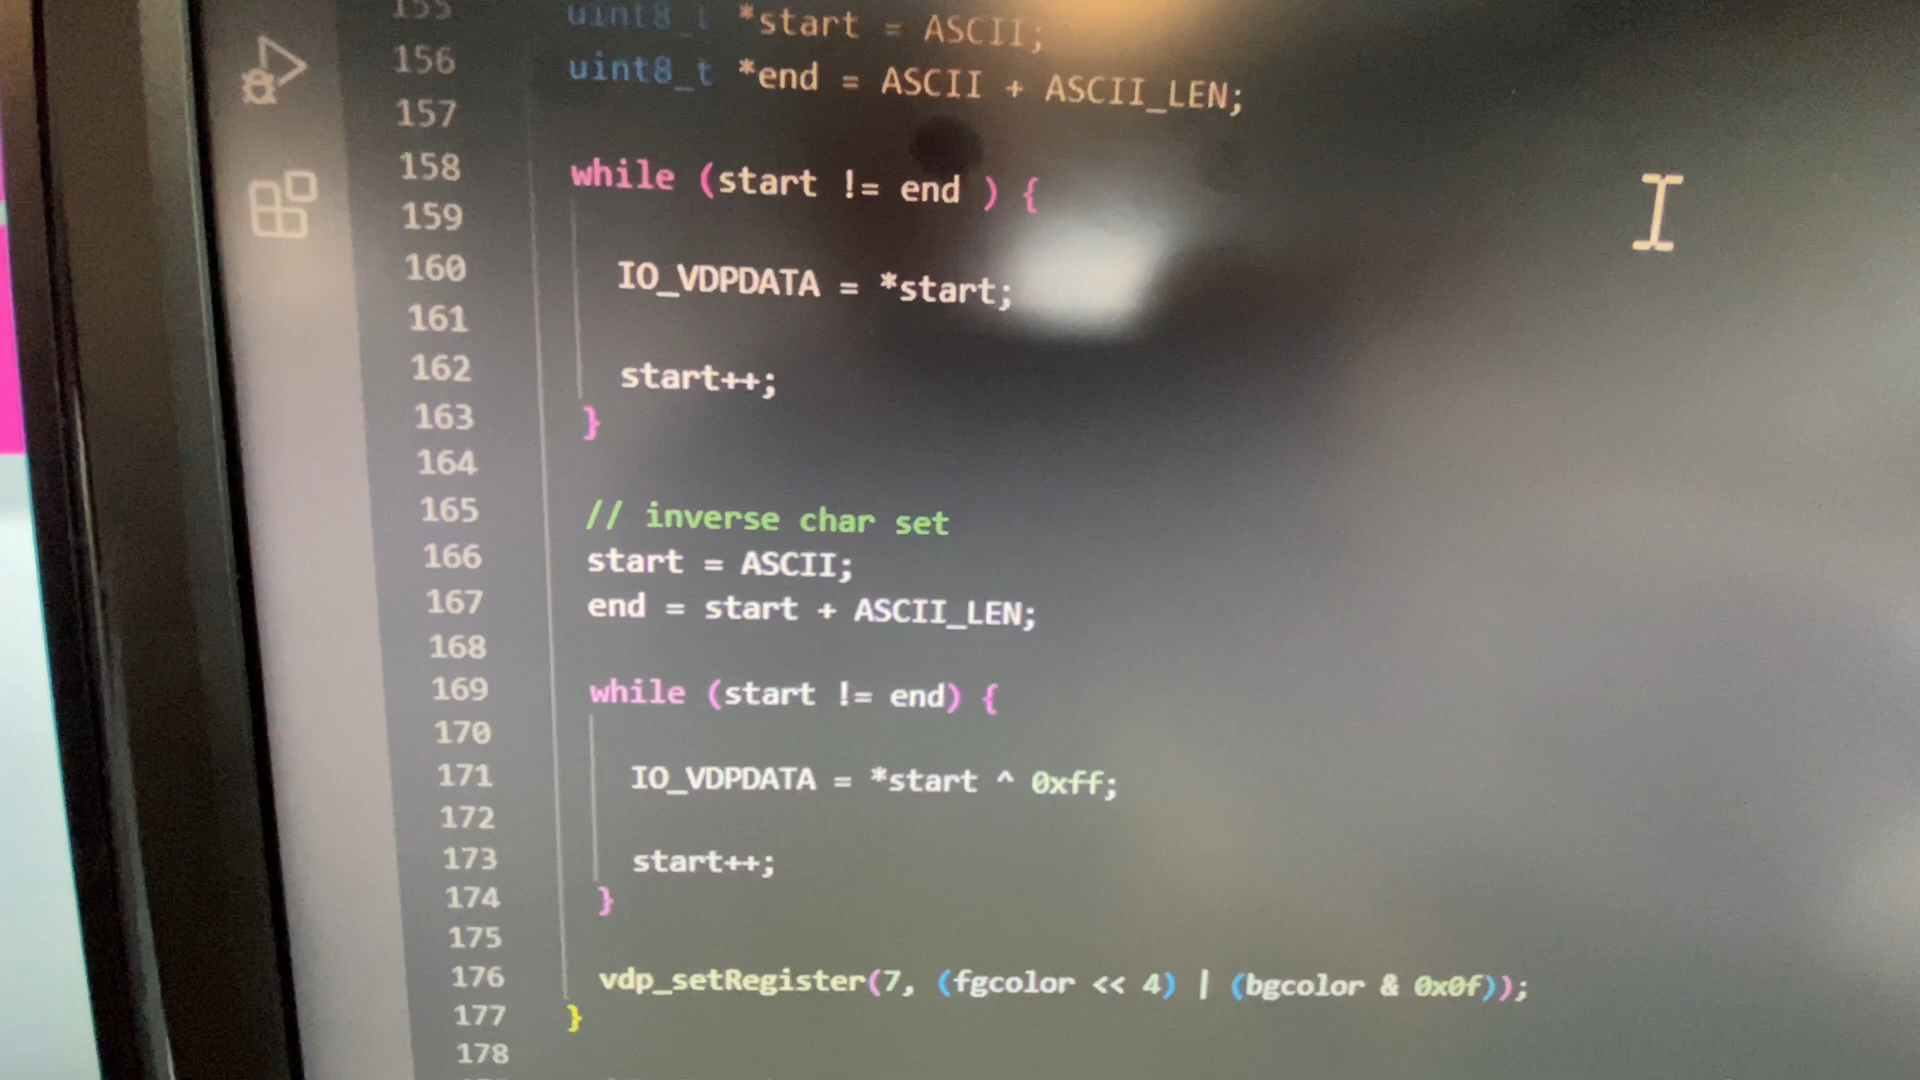 155 uint8_t *start = ASCII;
156 uint8_t *end = ASCII + ASCII_LEN;
157
158 while (start != end ) {
159
160 IO_VDPDATA = *start;
161
162 start++;
163 }
164
165 // inverse char set
166 start = ASCII;
167 end = start + ASCII_LEN;
168
169 while (start != end) {
170
171 IO_VDPDATA = *start ^ 0xff;
172
173 start++;
174 }
175
176 vdp_setRegister(7, (fgcolor << 4) | (bgcolor & 0x0f));
177 }
178